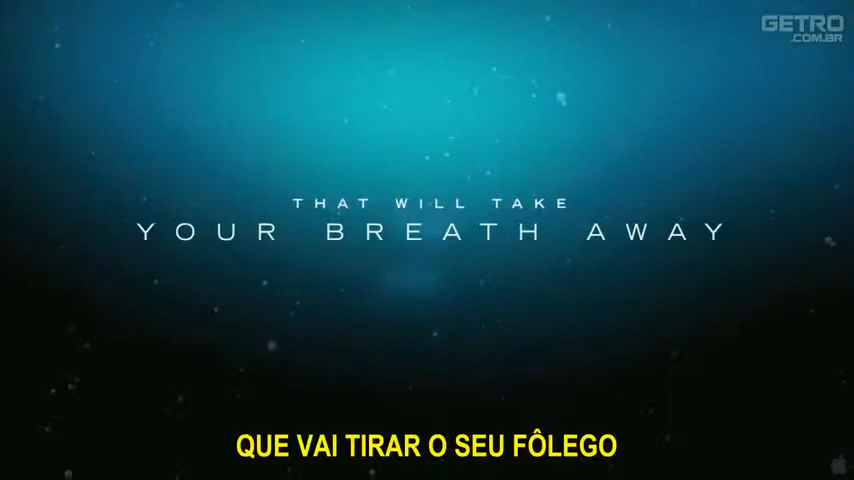 GETRO
.COM.BR
THAT WILL TAKE
YOUR BREATH AWAY
QUE VAI TIRAR O SEU FÔLEGO